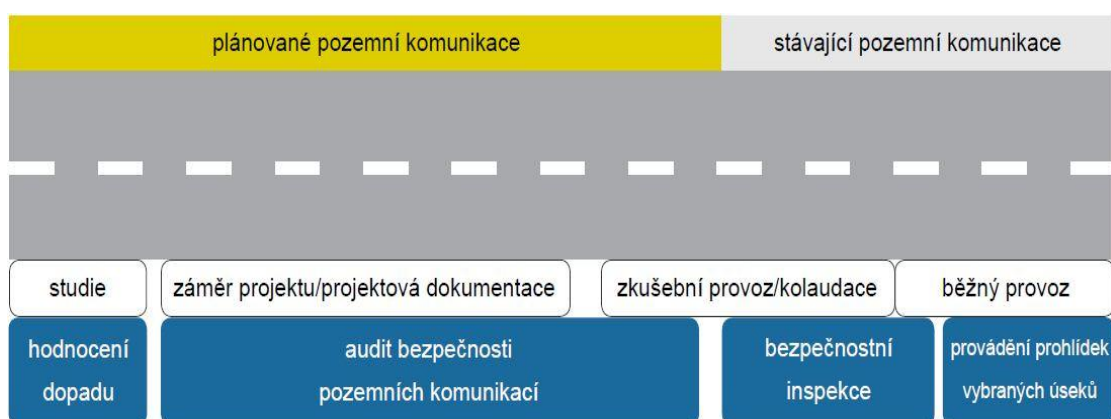 plánované pozemní komunikace
stávající pozemní komunikace
studie
záměr projektu/projektová dokumentace
zkušební provoz/kolaudace
běžný provoz
hodnocení
dopadu
audit bezpečnosti
pozemních komunikací
bezpečnostní
inspekce
provádění prohlídek
vybraných úseků